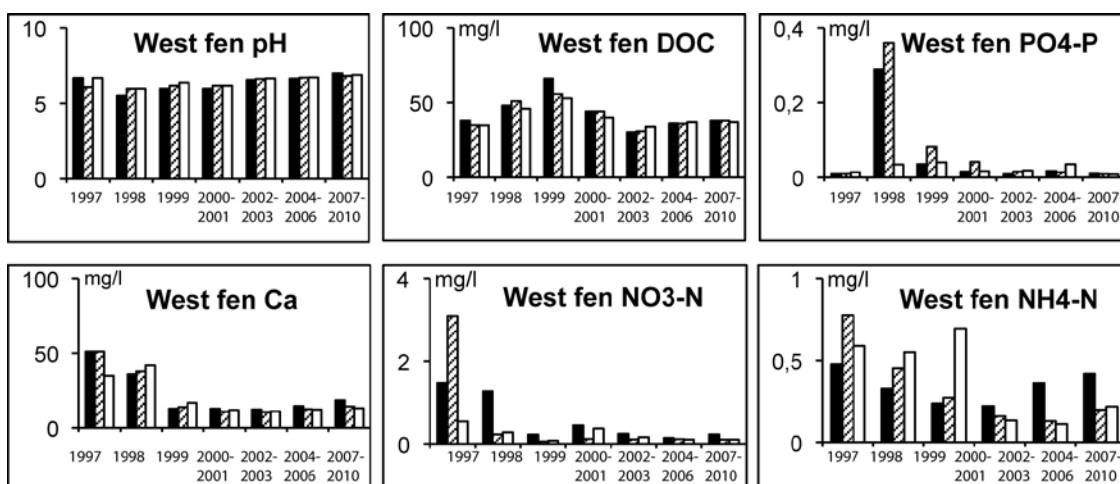 West fen pH
10
5
0
1997 1998 1999 2000- 2002- 2004- 2007-
2001 2003 2006 2010
mg/l
West fen DOC
100
50
0
1997 1998 1999 2000- 2002- 2004- 2007-
2001 2003 2006 2010
mg/l
West fen PO4-P
0,4
0,2
0
1997 1998 1999 2000- 2002- 2004- 2007-
2001 2003 2006 2010
mg/l
West fen Ca
100
50
0
1997 1998 1999 2000- 2002- 2004- 2007-
2001 2003 2006 2010
mg/l
West fen NO3-N
4
2
0
1997 1998 1999 2000- 2002- 2004- 2007-
2001 2003 2006 2010
mg/l
West fen NH4-N
1
0,5
0
1997 1998 1999 2000- 2002- 2004- 2007-
2001 2003 2006 2010